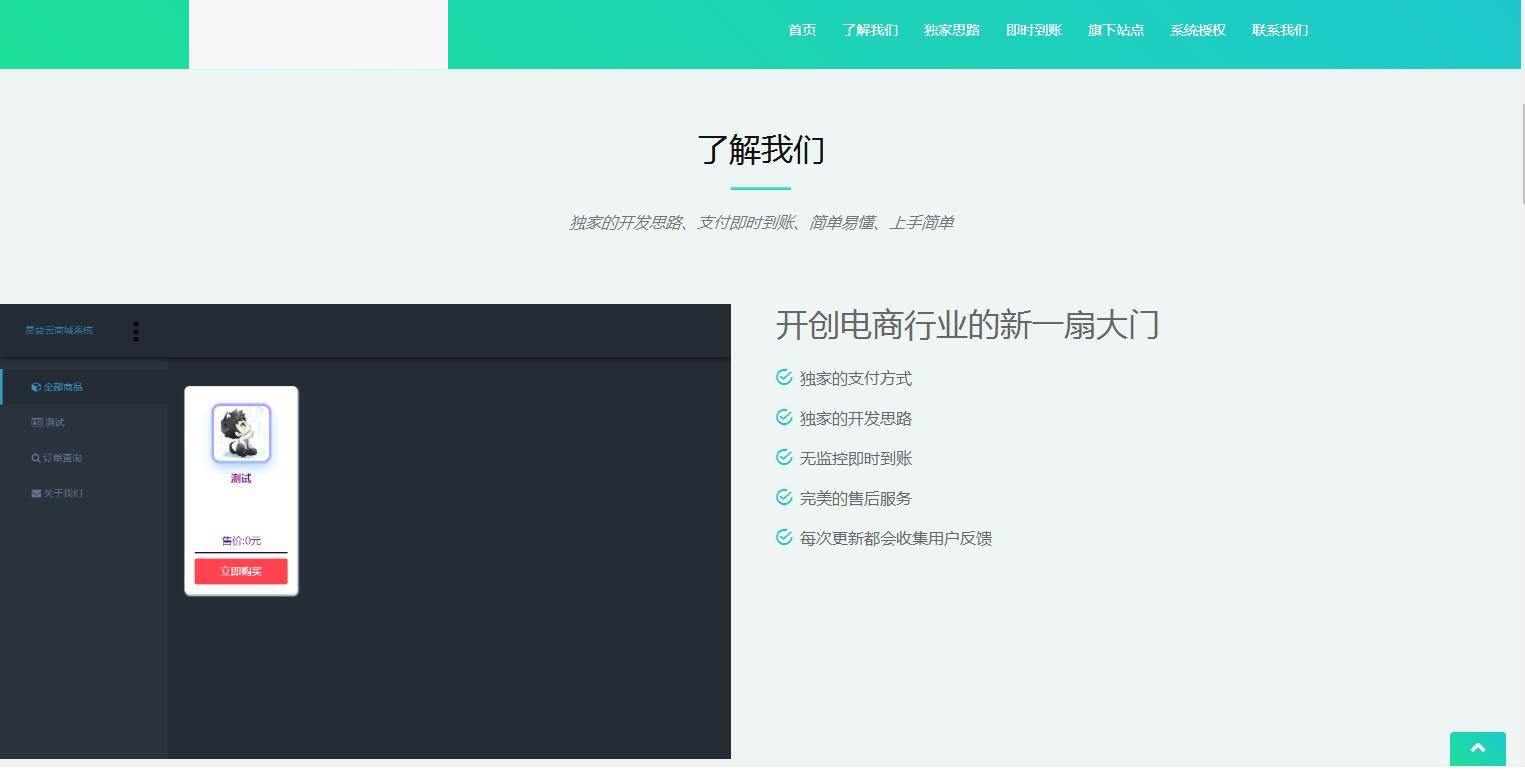 首页 了解我们 独家思路 即时到账 旗下站点 系统授权 联系我们
了解我们
独家的开发思路、支付即时到账、简单易懂、上手简单
星益云商城系统
全部商品
测试
订单查询
关于我们
测试
售价:0元
立即购买
开创电商行业的新一扇大门
独家的支付方式
独家的开发思路
无监控即时到账
完美的售后服务
每次更新都会收集用户反馈